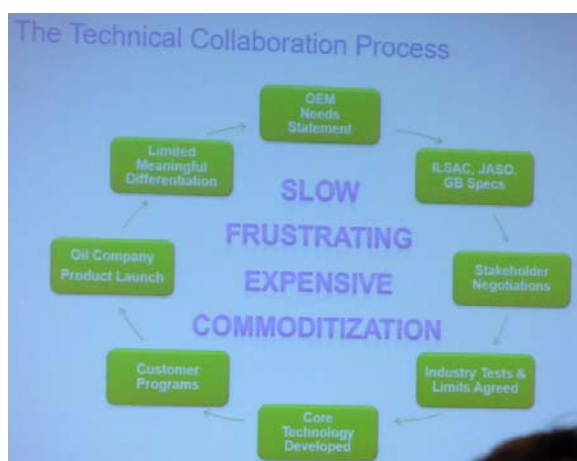 The Technical Collaboration Process
OEM
Needs
Statement
ILSAC, JASO,
GB Specs
Stakeholder
Negotiations
Industry Tests &
Limits Agreed
Core
Technology
Developed
Customer
Programs
Oil Company
Product Launch
Limited
Meaningful
Differentiation
SLOW
FRUSTRATING
EXPENSIVE
COMMODITIZATION